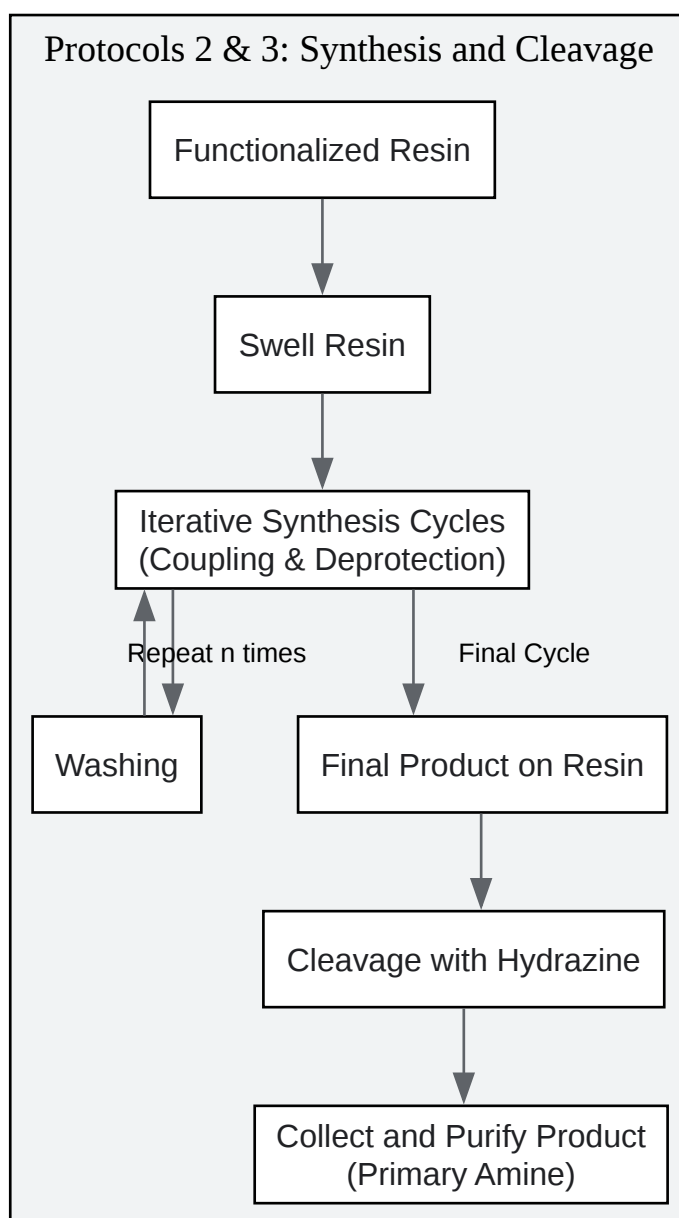 Protocols 2 & 3: Synthesis and Cleavage
Functionalized Resin
Swell Resin
Iterative Synthesis Cycles
(Coupling & Deprotection)
Repeat n times
Final Cycle
Washing
Final Product on Resin
Cleavage with Hydrazine
Collect and Purify Product
(Primary Amine)